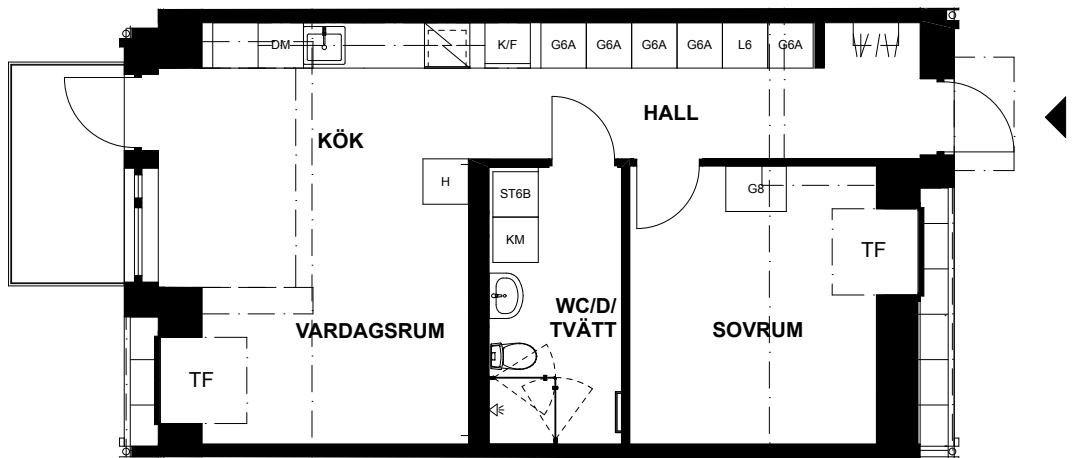 DM
K/F
G6A
G6A
G6A
G6A
L6
G6A
HALL
KÖK
H
ST6B
G8
KM
TF
WC/D/
TVÄTT
VARDAGSRUM
SOVRUM
TF